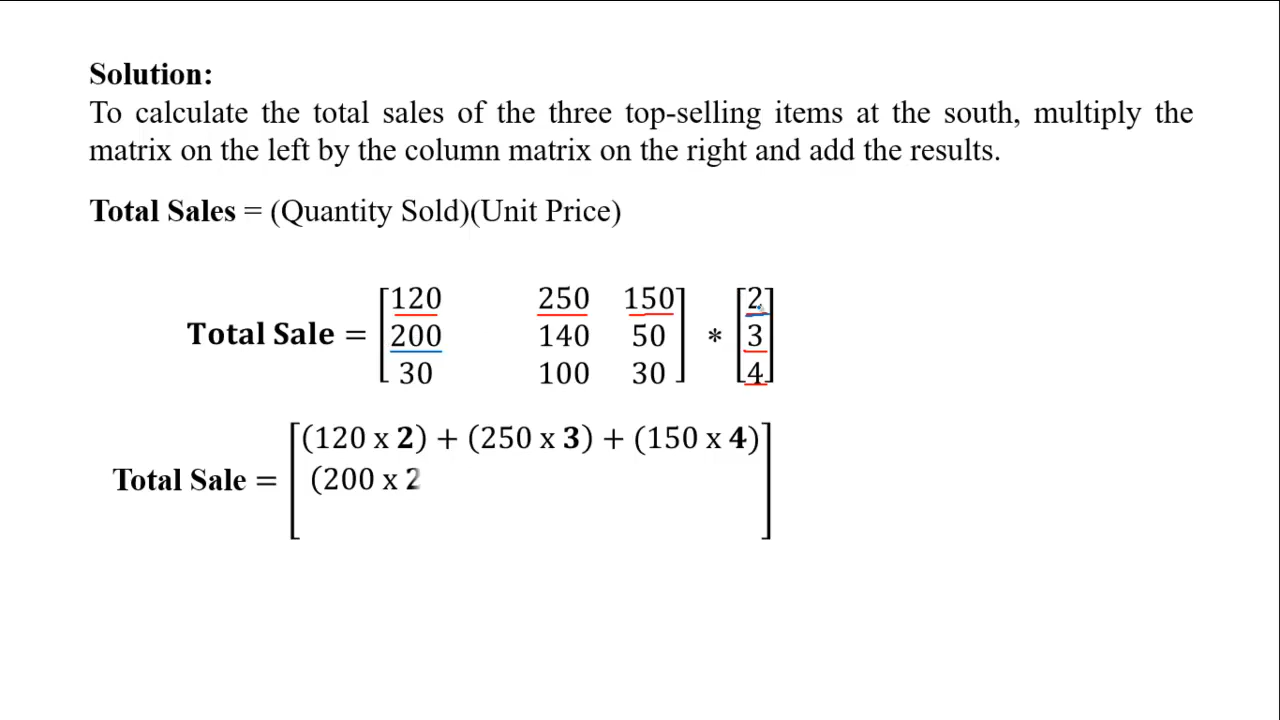 Solution:
To calculate the total sales of the three top-selling items at the south, multiply the
matrix on the left by the column matrix on the right and add the results.
Total Sales = (Quantity Sold)(Unit Price)
120 250 150 2
Total Sale = 200 140 50 * 3
30 100 30 4
(120 x 2) + (250 x 3) + (150 x 4)
Total Sale = (200 x 2